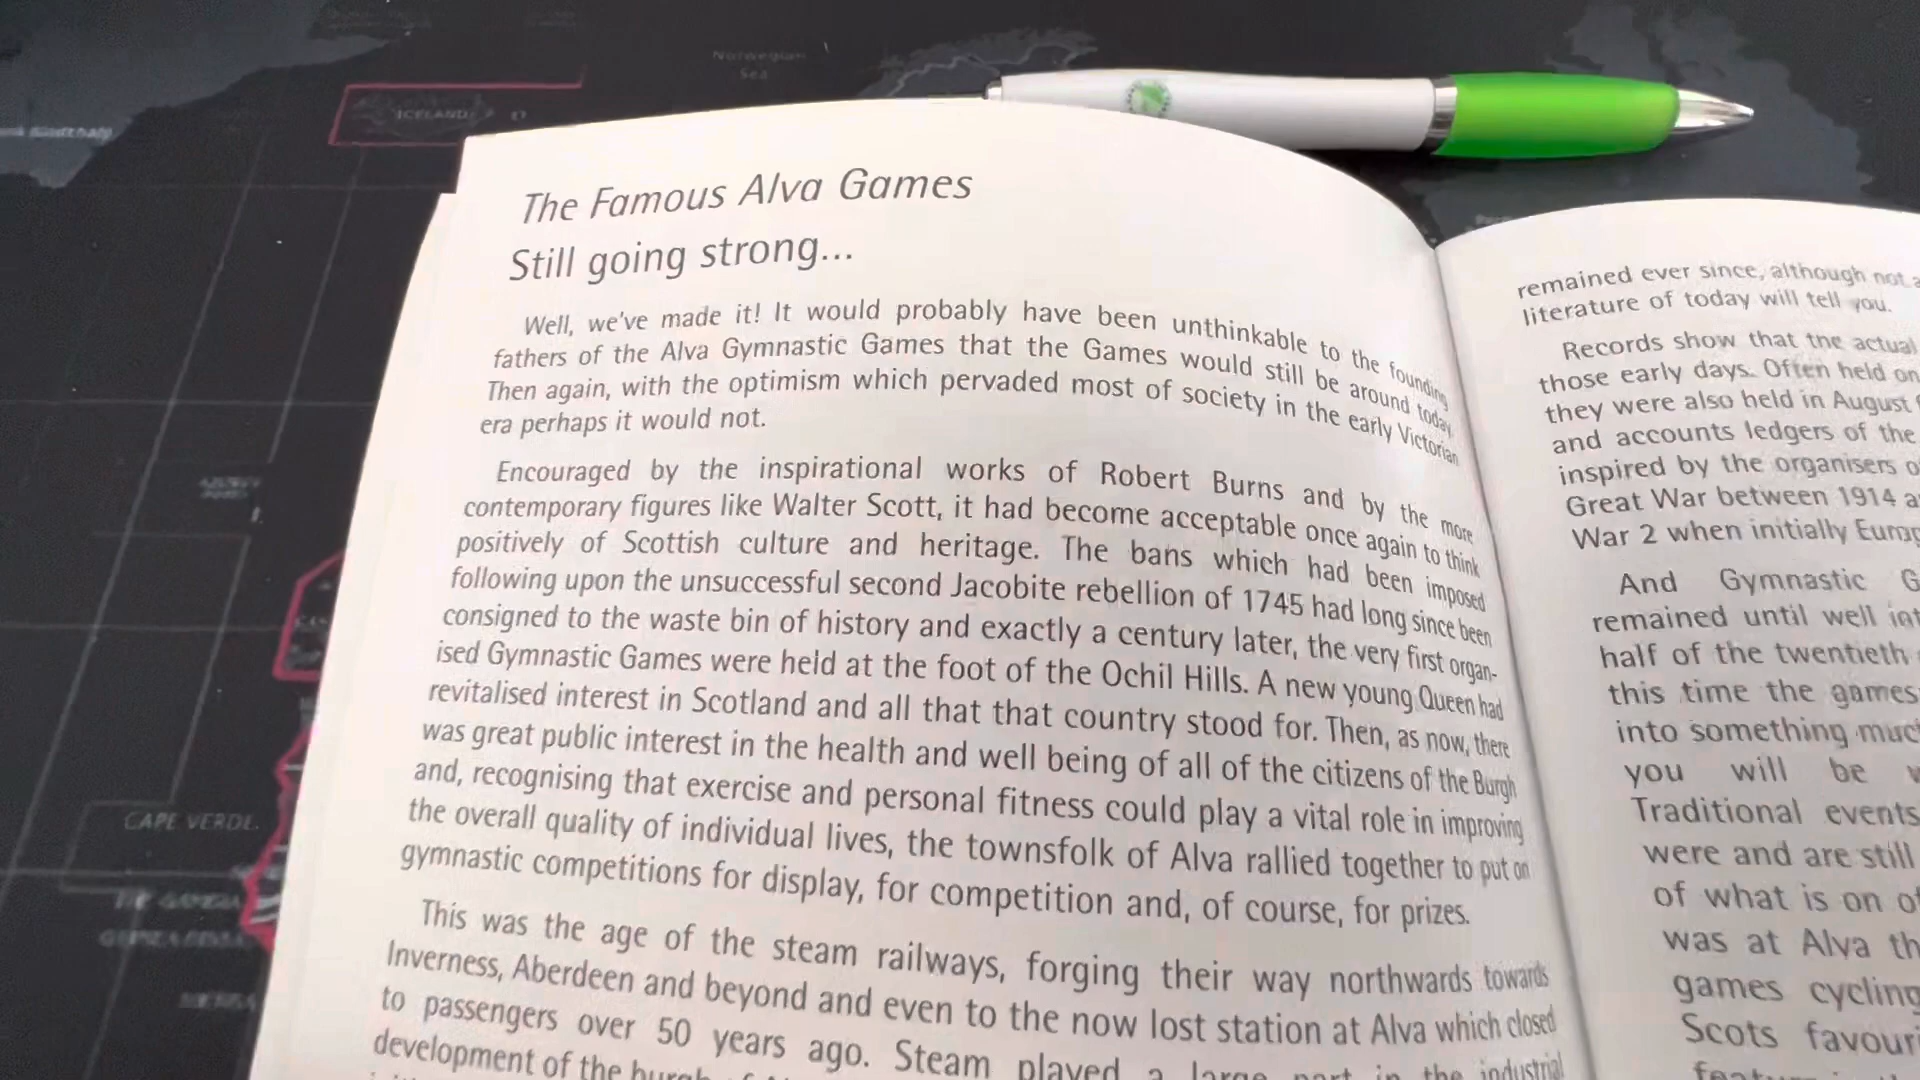 Norwegian
Sea
ICELAND
The Famous Alva Games
Still going strong...
Well, we've made it! It would probably have been unthinkable to the founding
fathers of the Alva Gymnastic Games that the Games would still be around today.
Then again, with the optimism which pervaded most of society in the early Victorian
era perhaps it would not.
Encouraged by the inspirational works of Robert Burns and by the more
contemporary figures like Walter Scott, it had become acceptable once again to think
positively of Scottish culture and heritage. The bans which had been imposed
following upon the unsuccessful second Jacobite rebellion of 1745 had long since been
consigned to the waste bin of history and exactly a century later, the very first organ-
ised Gymnastic Games were held at the foot of the Ochil Hills. A new young Queen had
revitalised interest in Scotland and all that that country stood for. Then, as now, there
was great public interest in the health and well being of all of the citizens of the Burgh
and, recognising that exercise and personal fitness could play a vital role in improving
the overall quality of individual lives, the townsfolk of Alva rallied together to put on
gymnastic competitions for display, for competition and, of course, for prizes.
This was the age of the steam railways, forging their way northwards towards
Inverness, Aberdeen and beyond and even to the now lost station at Alva which closed
to passengers over 50 years ago. Steam played a large part in the industrial
development of the burgh of
remained ever since, although not
literature of today will tell you.
Records show that the actual
those early days. Often held on
they were also held in August
and accounts ledgers of the
inspired by the organisers
Great War between 1914
War 2 when initially
And Gymnastic
remained until well
half of the twentieth
this time the games
into something
you will be
Traditional events
were and are still
of what is on
was at Alva
games cycling
Scots
CAPE VERDE
THE GAMBIA